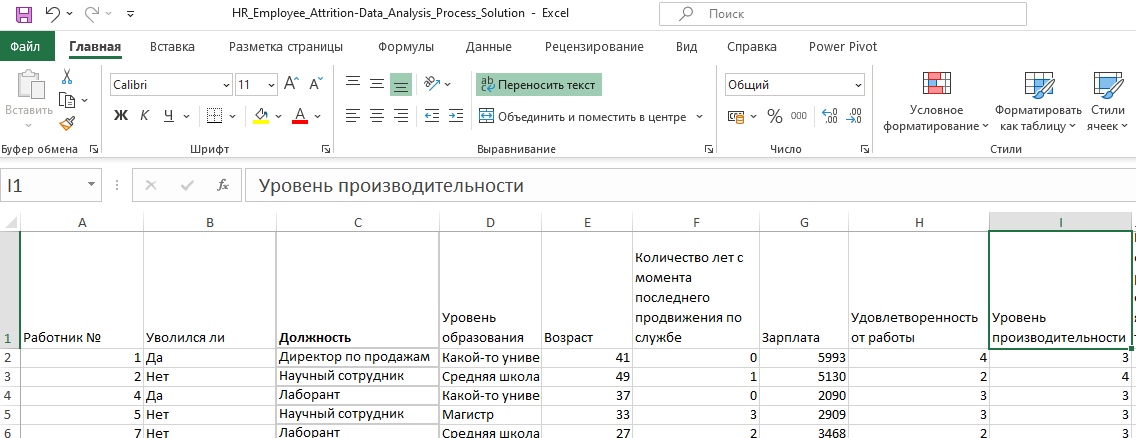 HR_Employee_Attrition-Data_Analysis_Process_Solution - Excel
Поиск
Файл Главная Вставка Разметка страницы Формулы Данные Рецензирование Вид Справка Power Pivot
Вставить
Calibri 11 A A
Ж К Ч А
Переносить текст
Объединить и поместить в центре
Общий
% 000
Условное форматирование
Форматировать как таблицу
Стили ячеек
Буфер обмена Шрифт Выравнивание Число Стили
I1 fx Уровень производительности
A B C D E F G H I
1 Работник № Уволился ли Должность Уровень образования Возраст Количество лет с момента последнего продвижения по службе Зарплата Удовлетворенность от работы Уровень производительности
2 1 Да Директор по продажам Какой-то униве 41 0 5993 4 3
3 2 Нет Научный сотрудник Средняя школа 49 1 5130 2 4
4 4 Да Лаборант Какой-то униве 37 0 2090 3 3
5 5 Нет Научный сотрудник Магистр 33 3 2909 3 3
6 7 Нет Лаборант Средняя школа 27 2 3468 2 3